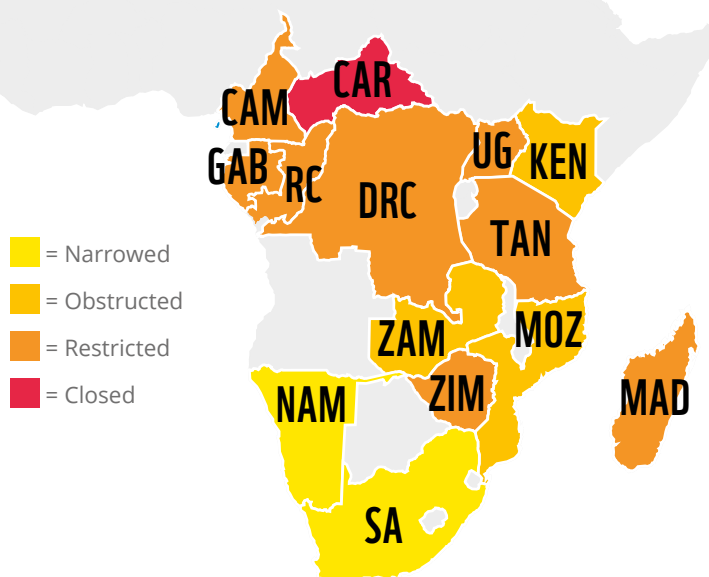 CAR
CAM
GAB
RC
DRC
UG
KEN
TAN
= Narrowed
= Obstructed
= Restricted
= Closed
ZAM
MOZ
NAM
ZIM
MAD
SA